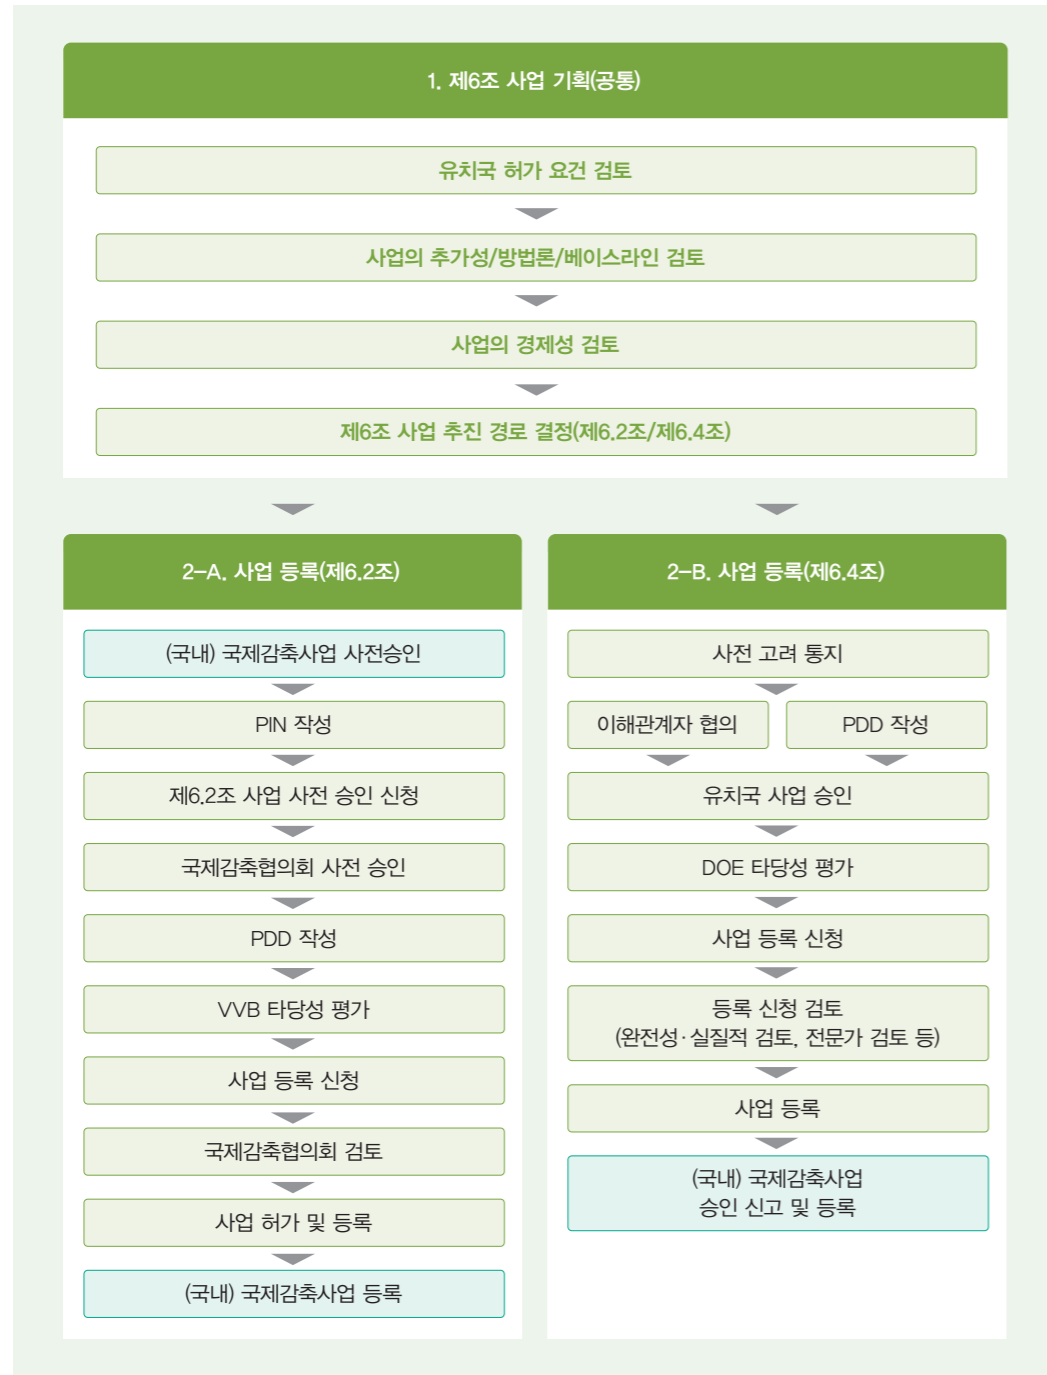 1. 제6조 사업 기획(공통)
유치국 허가 요건 검토
사업의 추가성/방법론/베이스라인 검토
사업의 경제성 검토
제6조 사업 추진 경로 결정(제6.2조/제6.4조)
2-A. 사업 등록(제6.2조)
(국내) 국제감축사업 사전승인
PIN 작성
제6.2조 사업 사전 승인 신청
국제감축협의회 사전 승인
PDD 작성
VVB 타당성 평가
사업 등록 신청
국제감축협의회 검토
사업 허가 및 등록
(국내) 국제감축사업 등록
2-B. 사업 등록(제6.4조)
사전 고려 통지
이해관계자 협의
PDD 작성
유치국 사업 승인
DOE 타당성 평가
사업 등록 신청
등록 신청 검토
(완전성·실질적 검토, 전문가 검토 등)
사업 등록
(국내) 국제감축사업
승인 신고 및 등록